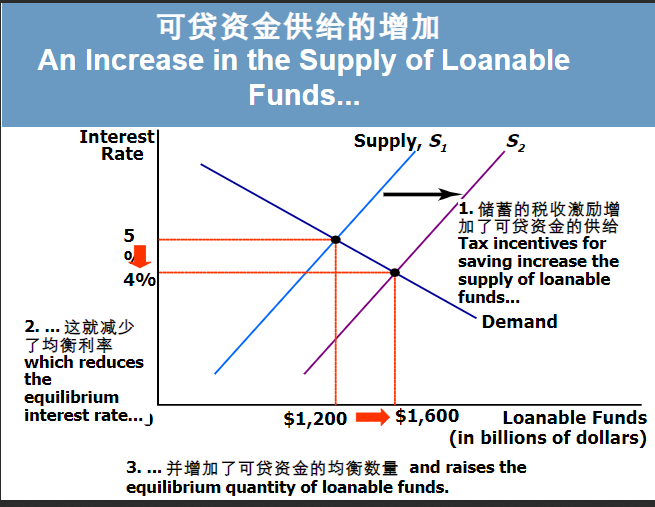 可贷资金供给的增加
An Increase in the Supply of Loanable
Funds...
Interest
Rate
Supply, S1
S2
1. 储蓄的税收激励增
加了可贷资金的供给
Tax incentives for
saving increase the
supply of loanable
funds...
5
%
4%
Demand
2. ... 这就减少
了均衡利率
which reduces
the
equilibrium
interest rate...
$1,200
$1,600
Loanable Funds
(in billions of dollars)
3. ... 并增加了可贷资金的均衡数量 and raises the
equilibrium quantity of loanable funds.